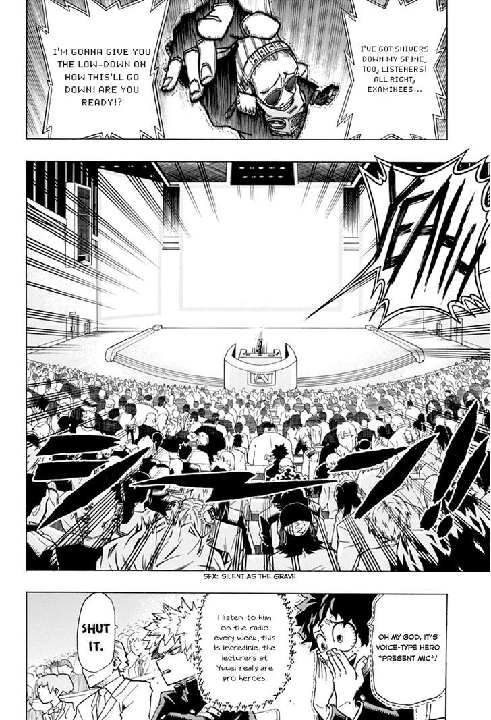 I'VE GOT SHIVERS
DOWN MY SPINE,
TOO, LISTENERS!
ALL RIGHT,
EXAMINEES...
I'M GONNA GIVE YOU
THE LOW-DOWN ON
HOW THIS'LL GO
DOWN! ARE YOU
READY!?
YEAH!
SFX: SILENT AS THE GRAVE
OH MY GOD, IT'S
VOICE-TYPE HERO
"PRESENT MIC"!
I listen to him
on the radio
every week, this
is incredible, the
lecturers at
Yuuei really are
pro heroes.
SHUT
IT.